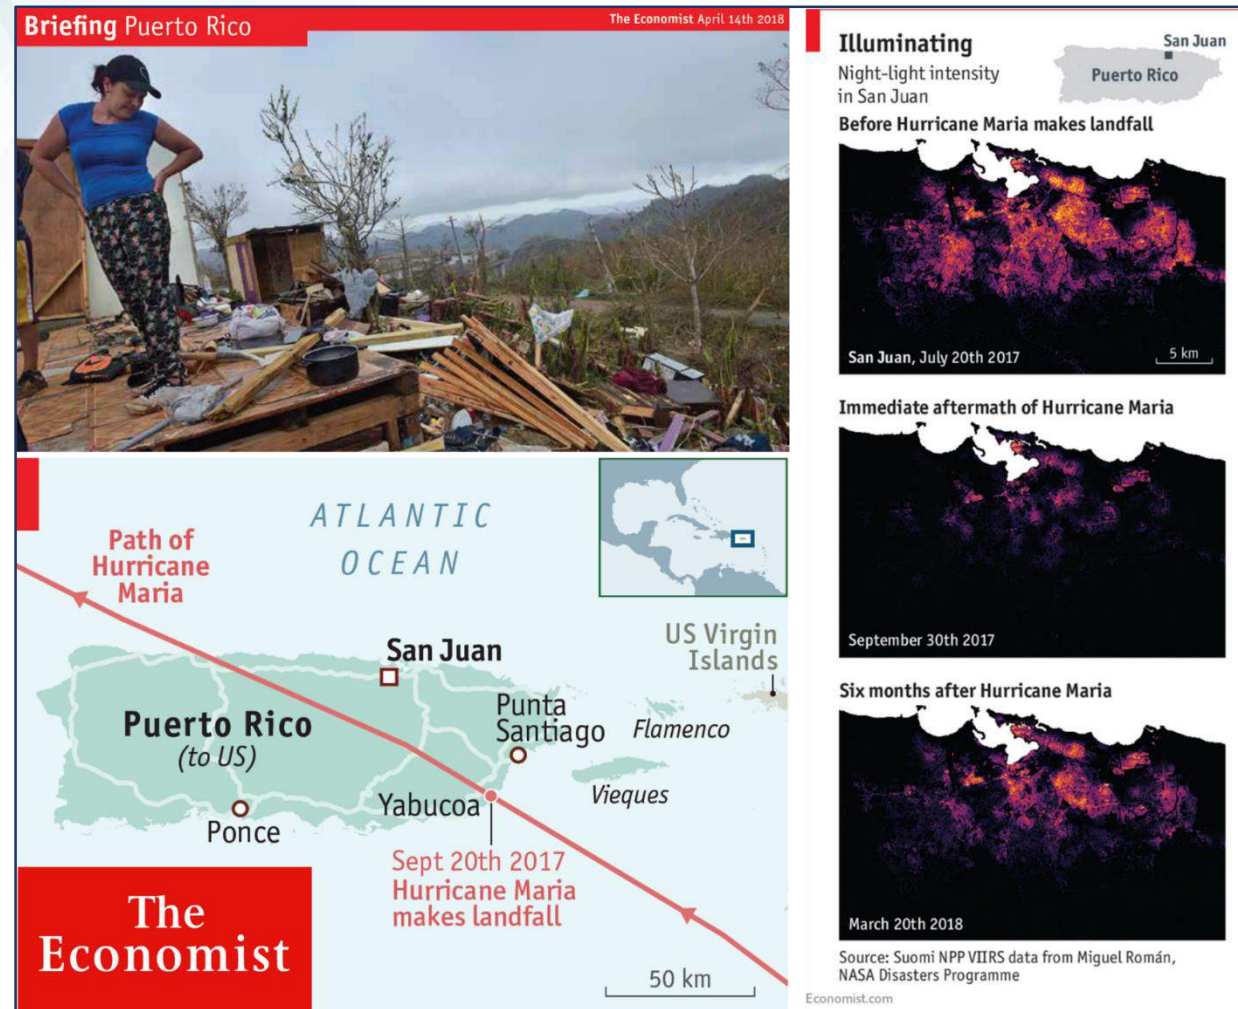 Briefing Puerto Rico
The Economist April 14th 2018
Path of
Hurricane
Maria
ATLANTIC
OCEAN
San Juan
US Virgin
Islands
Punta
Santiago
Flamenco
Puerto Rico
(to US)
Vieques
Yabucoa
Ponce
Sept 20th 2017
Hurricane Maria
makes landfall
50 km
The
Economist
Illuminating
Night-light intensity
in San Juan
San Juan
Puerto Rico
Before Hurricane Maria makes landfall
San Juan, July 20th 2017
5 km
Immediate aftermath of Hurricane Maria
September 30th 2017
Six months after Hurricane Maria
March 20th 2018
Source: Suomi NPP VIIRS data from Miguel Román,
NASA Disasters Programme
Economist.com